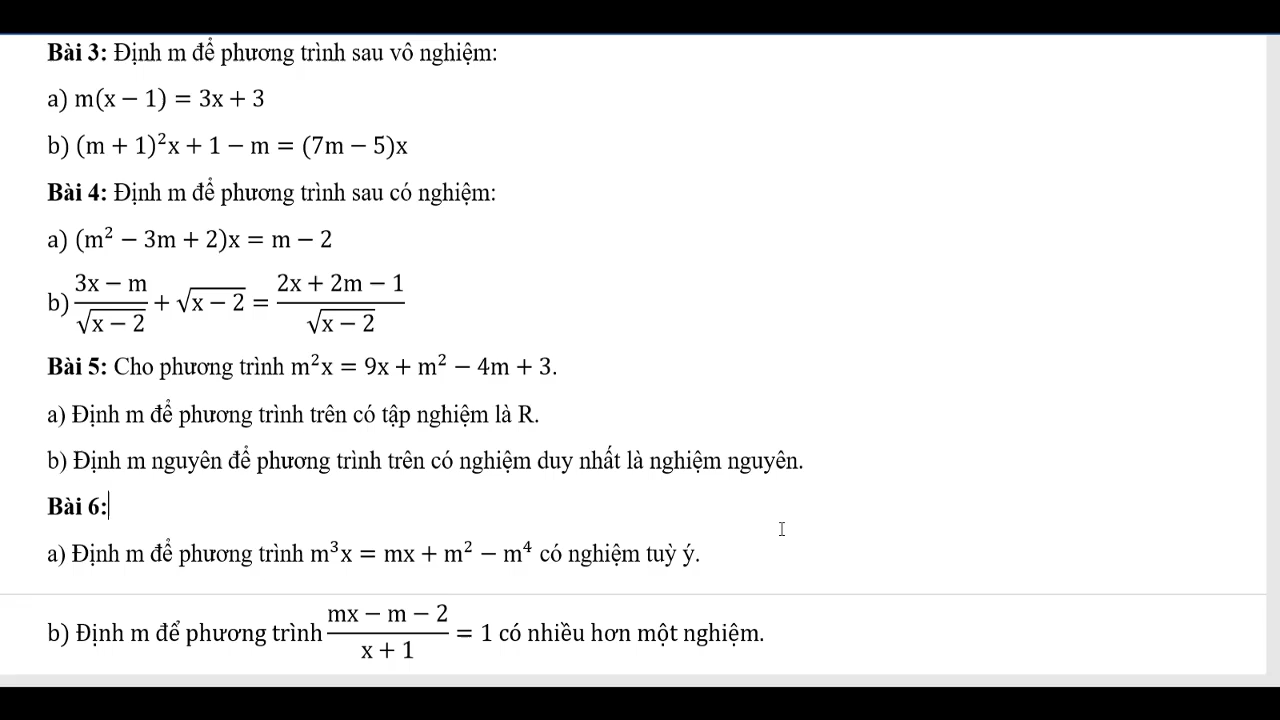 Bài 3: Định m để phương trình sau vô nghiệm:
a) m(x − 1) = 3x + 3
b) (m + 1)²x + 1 − m = (7m − 5)x
Bài 4: Định m để phương trình sau có nghiệm:
a) (m² − 3m + 2)x = m − 2
b) (3x − m)/√(x − 2) + √(x − 2) = (2x + 2m − 1)/√(x − 2)
Bài 5: Cho phương trình m²x = 9x + m² − 4m + 3.
a) Định m để phương trình trên có tập nghiệm là R.
b) Định m nguyên để phương trình trên có nghiệm duy nhất là nghiệm nguyên.
Bài 6:
a) Định m để phương trình m³x = mx + m² − m⁴ có nghiệm tuỳ ý.
b) Định m để phương trình (mx − m − 2)/(x + 1) = 1 có nhiều hơn một nghiệm.